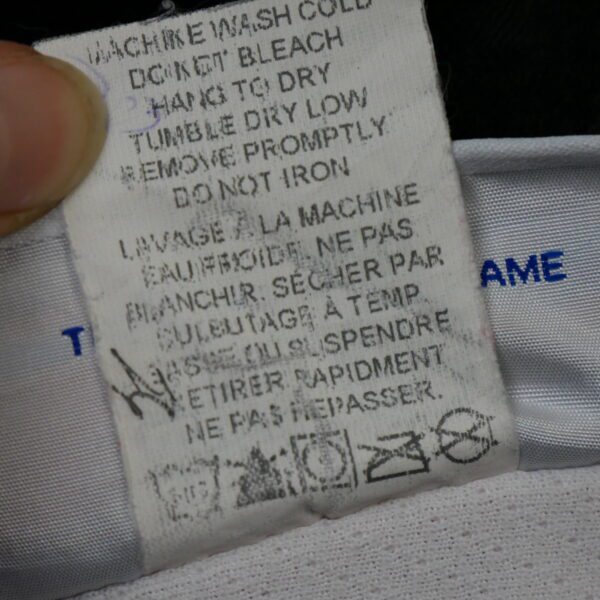 MACHINE WASH COLD
DO NOT BLEACH
HANG TO DRY
TUMBLE DRY LOW
REMOVE PROMPTLY
DO NOT IRON
LAVAGE À LA MACHINE
EAU FROIDE. NE PAS
BLANCHIR. SÉCHER PAR
CULBUTAGE À TEMP
BASSE OU SUSPENDRE
RETIRER RAPIDMENT
NE PAS REPASSER.
T
AME